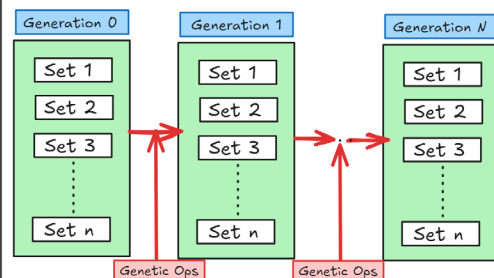 Generation 0
Generation 1
Generation N
Set 1
Set 2
Set 3
Set n
Set 1
Set 2
Set 3
Set n
Set 1
Set 2
Set 3
Set n
Genetic Ops
Genetic Ops